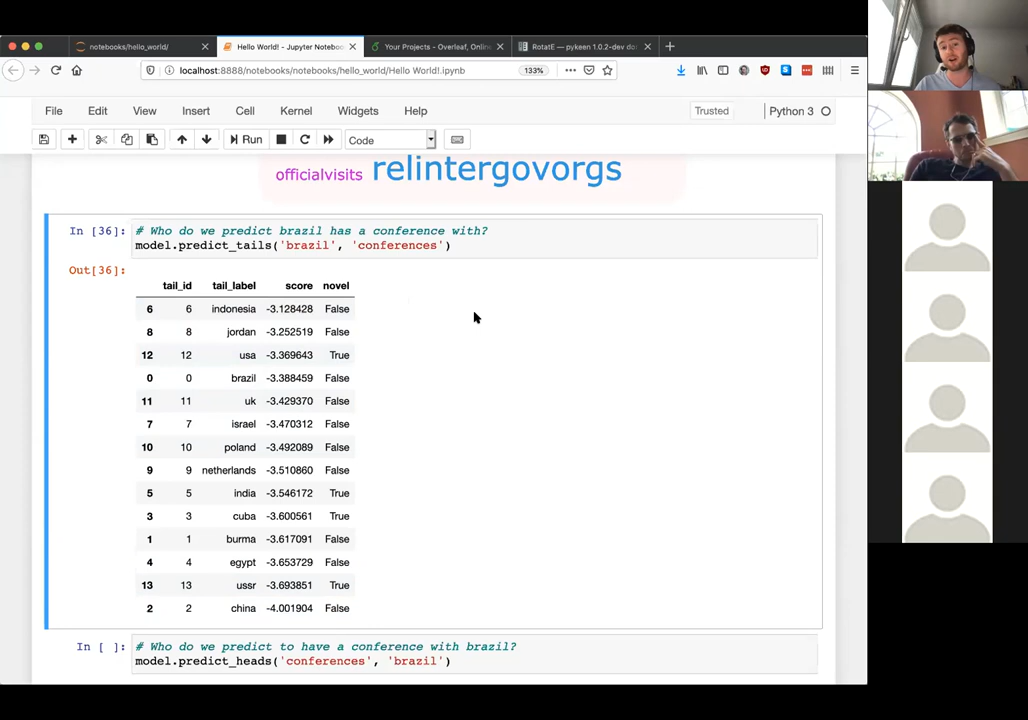 notebooks/hello_world/
Hello World! - Jupyter Noteboo
Your Projects - Overleaf, Online
RotatE — pykeen 1.0.2-dev do
localhost:8888/notebooks/notebooks/hello_world/Hello World!.ipynb
133%
File Edit View Insert Cell Kernel Widgets Help
Trusted Python 3
Run
Code
officialvisits relintergovorgs
In [36]: # Who do we predict brazil has a conference with?
model.predict_tails('brazil', 'conferences')
Out[36]:
tail_id tail_label score novel
6 6 indonesia -3.128428 False
8 8 jordan -3.252519 False
12 12 usa -3.369643 True
0 0 brazil -3.388459 False
11 11 uk -3.429370 False
7 7 israel -3.470312 False
10 10 poland -3.492089 False
9 9 netherlands -3.510860 False
5 5 india -3.546172 True
3 3 cuba -3.600561 True
1 1 burma -3.617091 False
4 4 egypt -3.653729 False
13 13 ussr -3.693851 True
2 2 china -4.001904 False
In [ ]: # Who do we predict to have a conference with brazil?
model.predict_heads('conferences', 'brazil')